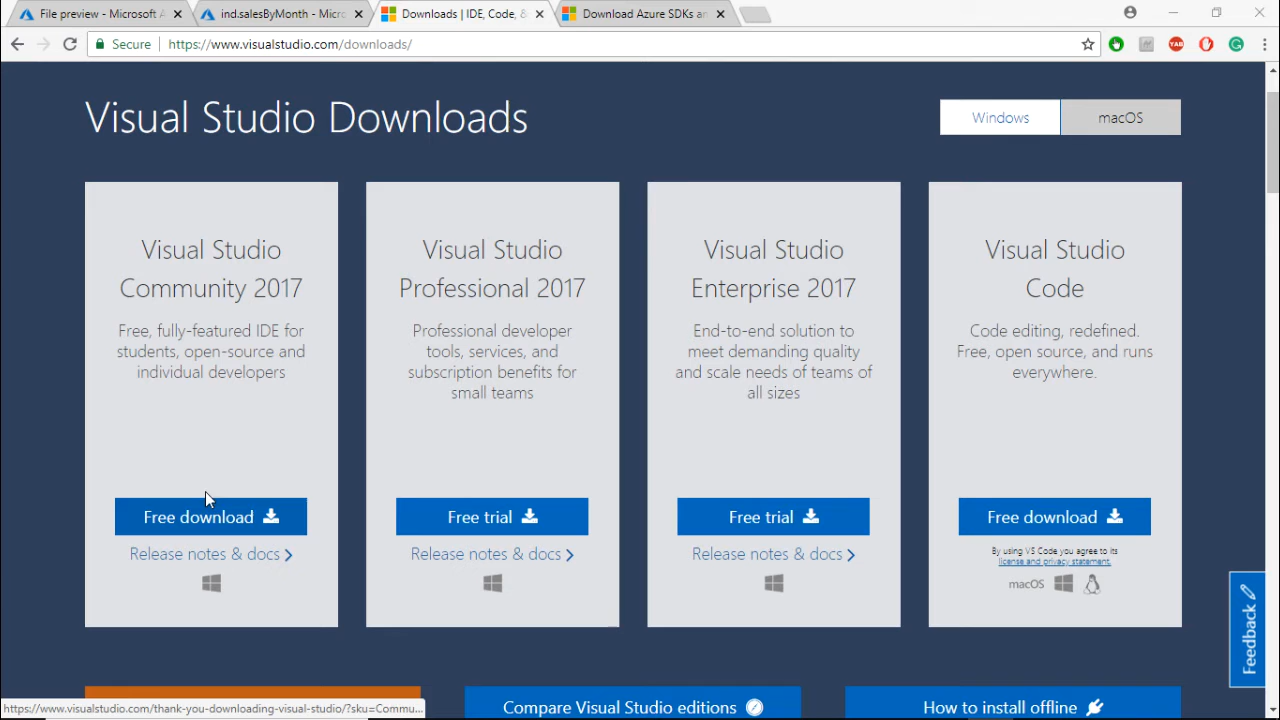 File preview - Microsoft A
ind.salesByMonth - Micro
Downloads | IDE, Code, &
Download Azure SDKs an
Secure
https://www.visualstudio.com/downloads/
Visual Studio Downloads
Windows
macOS
Visual Studio
Community 2017
Free, fully-featured IDE for
students, open-source and
individual developers
Free download
Release notes & docs
Visual Studio
Professional 2017
Professional developer
tools, services, and
subscription benefits for
small teams
Free trial
Release notes & docs
Visual Studio
Enterprise 2017
End-to-end solution to
meet demanding quality
and scale needs of teams of
all sizes
Free trial
Release notes & docs
Visual Studio
Code
Code editing, redefined.
Free, open source, and runs
everywhere.
Free download
By using VS Code you agree to its
license and privacy statement.
macOS
Feedback
Compare Visual Studio editions
How to install offline
https://www.visualstudio.com/thank-you-downloading-visual-studio/?sku=Commu...